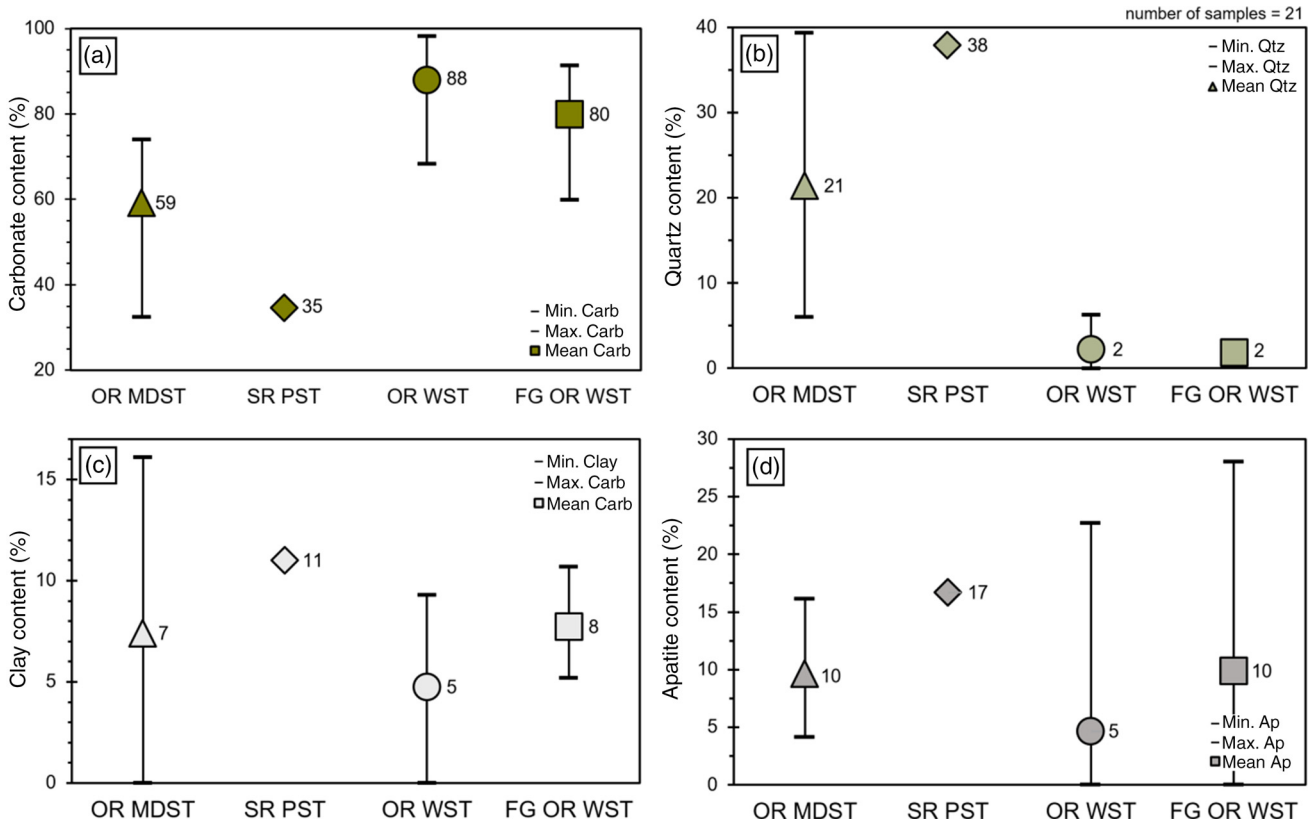 number of samples = 21
(a)
Carbonate content (%)
100
80
60
40
20
59
35
88
80
– Min. Carb
– Max. Carb
Mean Carb
OR MDST
SR PST
OR WST
FG OR WST
(b)
Quartz content (%)
40
30
20
10
0
21
38
2
2
– Min. Qtz
– Max. Qtz
Mean Qtz
OR MDST
SR PST
OR WST
FG OR WST
(c)
Clay content (%)
15
10
5
0
7
11
5
8
– Min. Clay
– Max. Carb
Mean Carb
OR MDST
SR PST
OR WST
FG OR WST
(d)
Apatite content (%)
30
25
20
15
10
5
0
10
17
5
10
– Min. Ap
– Max. Ap
Mean Ap
OR MDST
SR PST
OR WST
FG OR WST